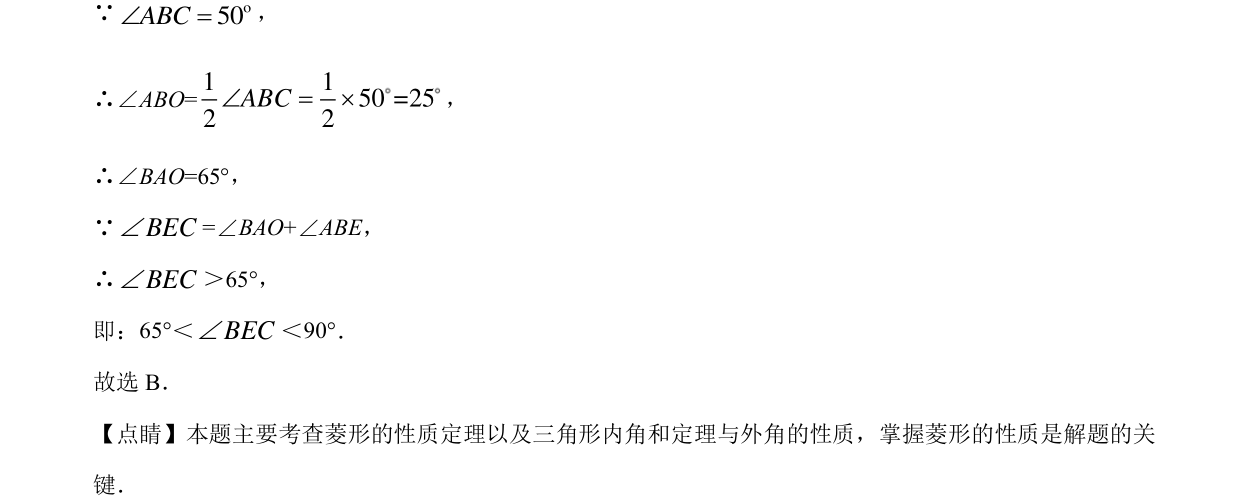 ∵ ∠ABC = 50°，
∴∠ABO=1/2∠ABC = 1/2×50°=25°，
∴∠BAO=65°，
∵ ∠BEC =∠BAO+∠ABE，
∴ ∠BEC ＞65°，
即：65°＜∠BEC ＜90°．
故选 B．
【点睛】本题主要考查菱形的性质定理以及三角形内角和定理与外角的性质，掌握菱形的性质是解题的关
键．